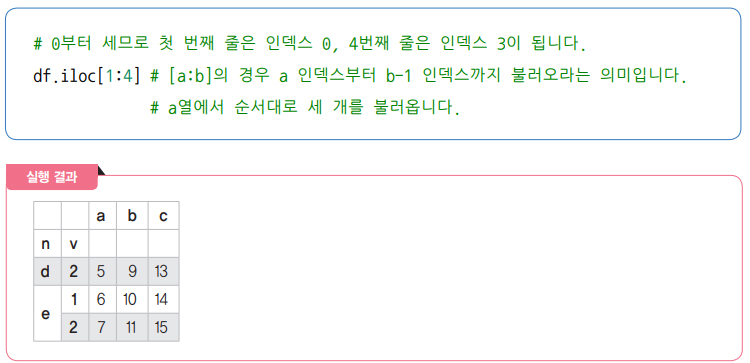 # 0부터 세므로 첫 번째 줄은 인덱스 0, 4번째 줄은 인덱스 3이 됩니다.
df.iloc[1:4] # [a:b]의 경우 a 인덱스부터 b-1 인덱스까지 불러오라는 의미입니다.
# a열에서 순서대로 세 개를 불러옵니다.
실행 결과
a b c
n v
d 2 5 9 13
e 1 6 10 14
2 7 11 15